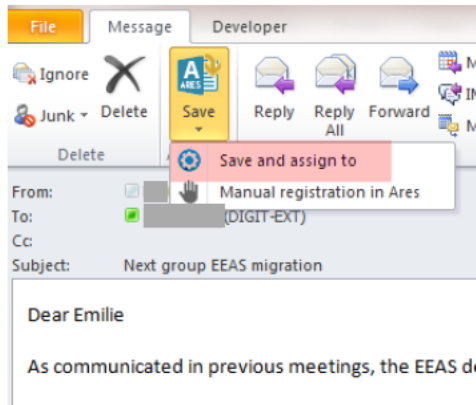 File Message Developer
Ignore
Junk
Delete
ARES
Save
Reply
Reply All
Forward
M
M
Delete
Save and assign to
Manual registration in Ares
From:
To: (DIGIT-EXT)
Cc:
Subject: Next group EEAS migration
Dear Emilie
As communicated in previous meetings, the EEAS d